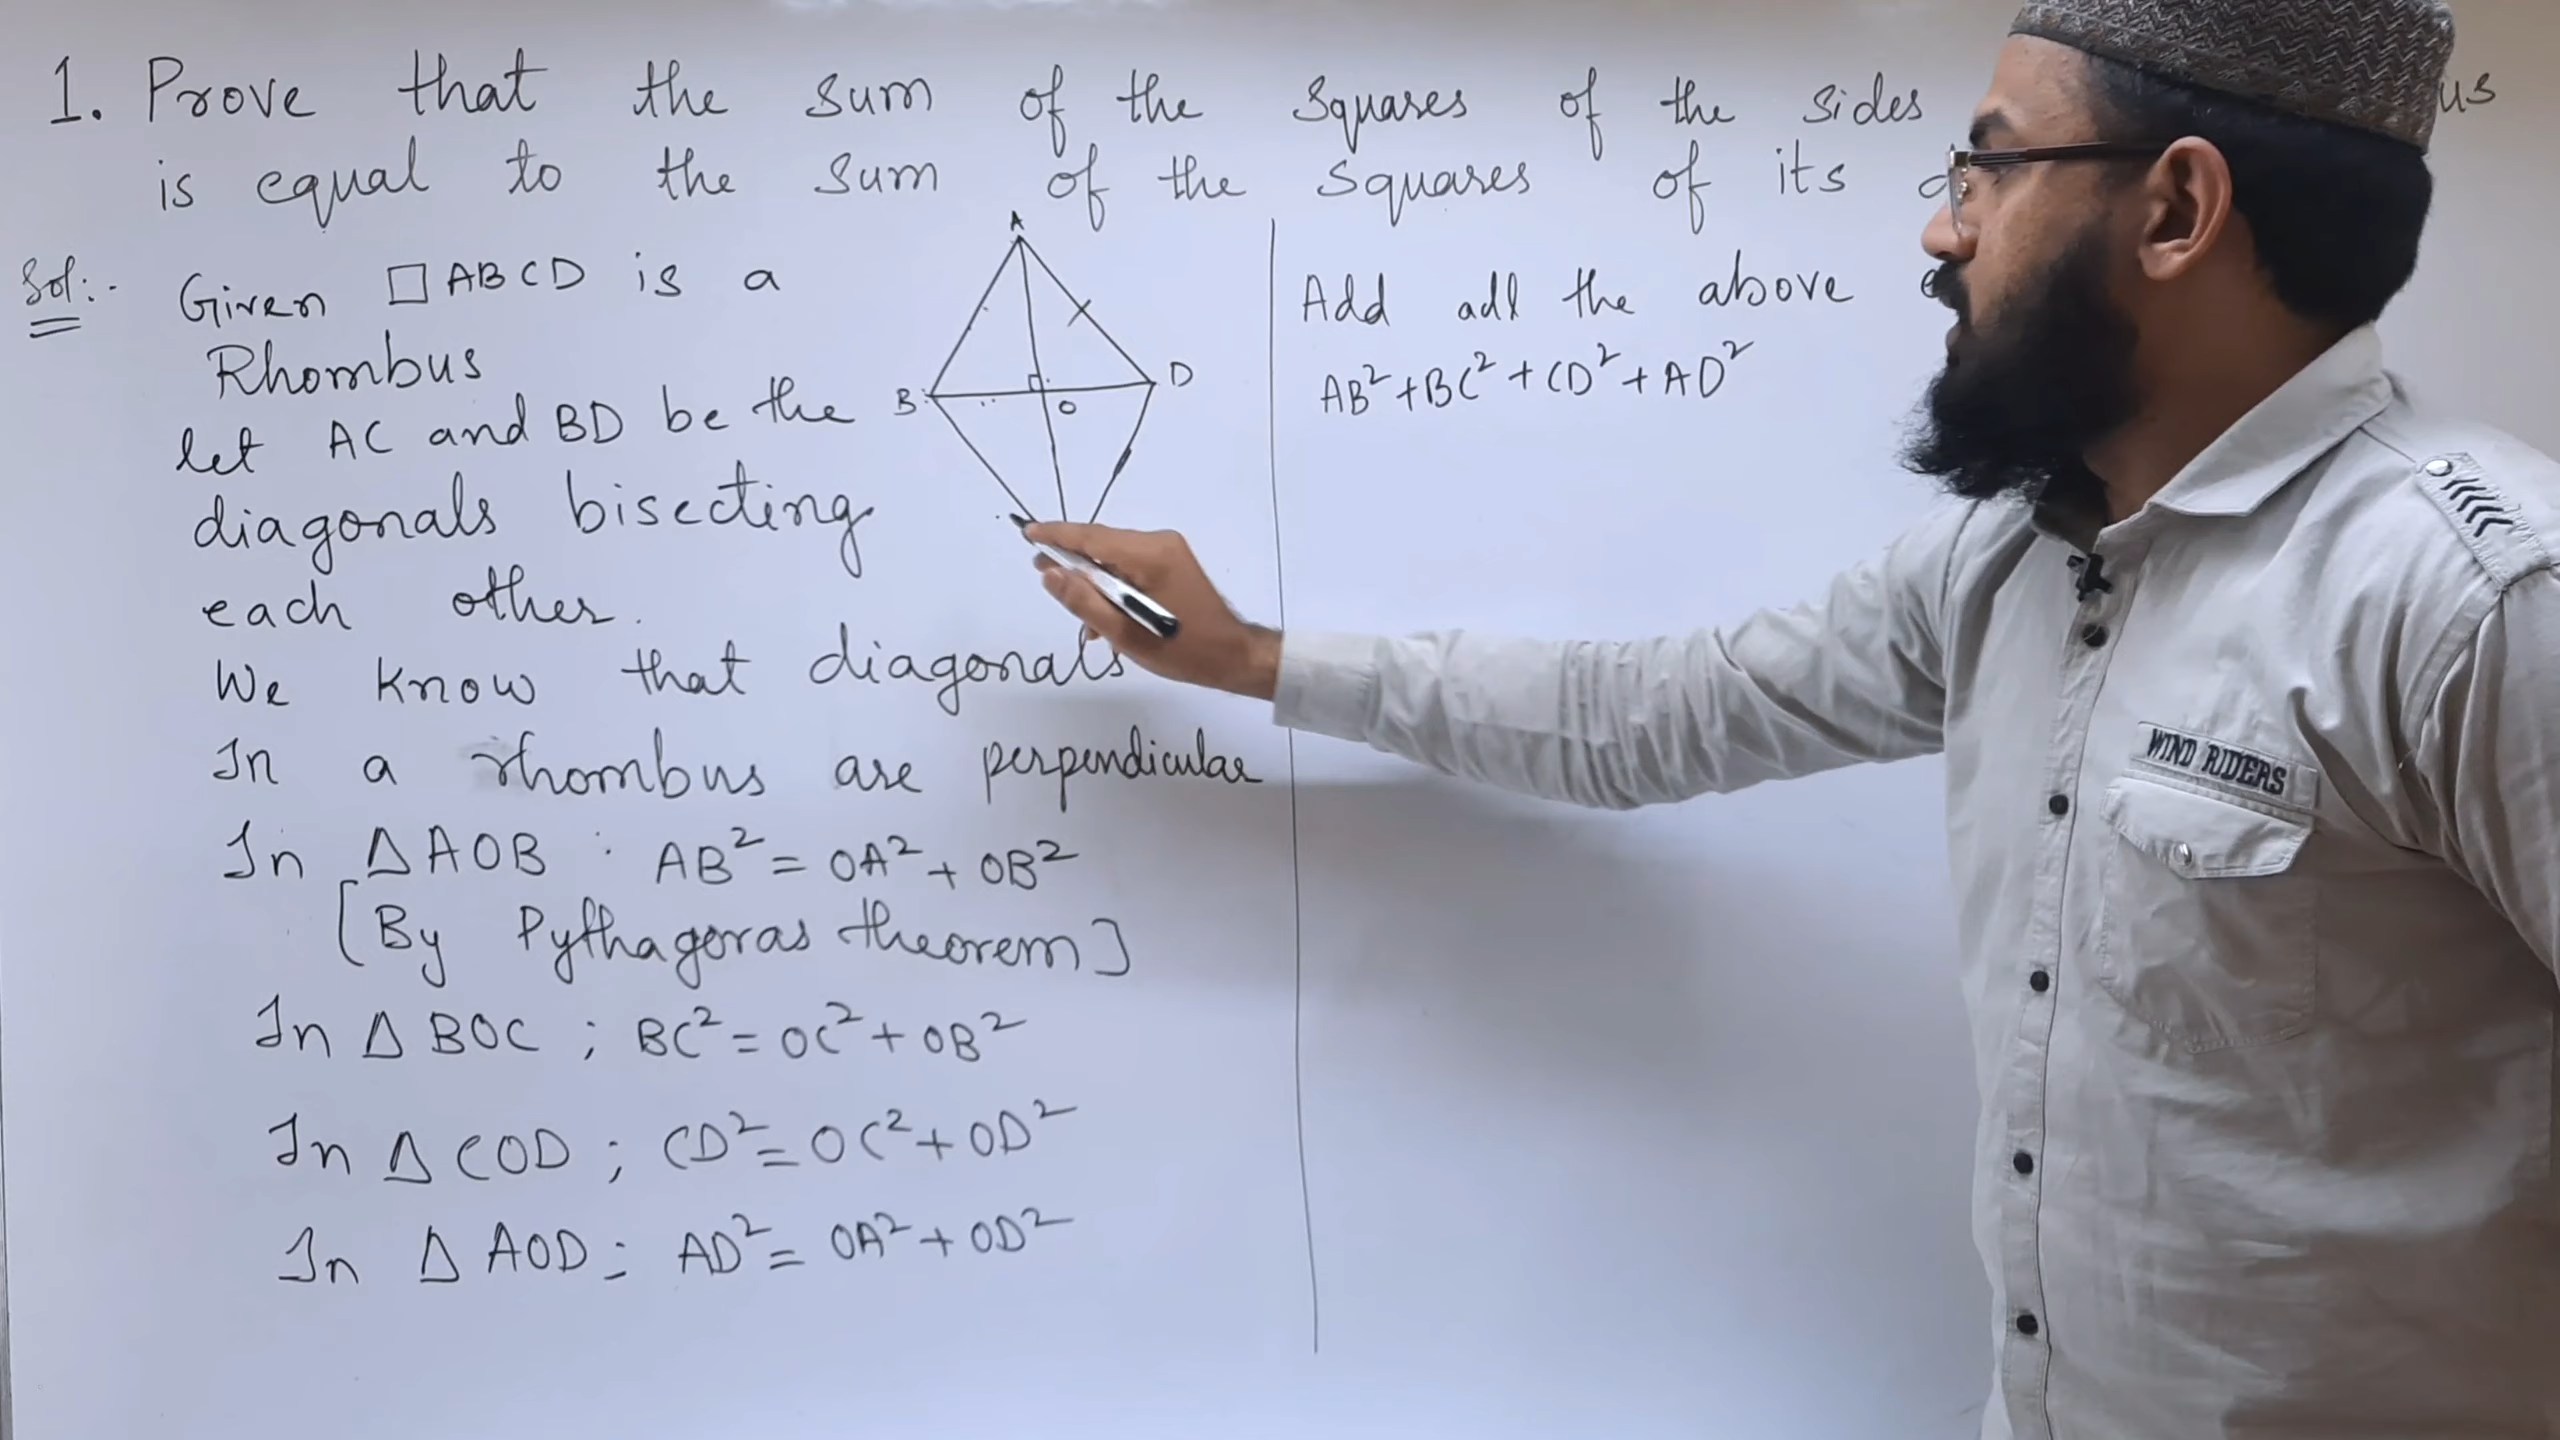 1. Prove that the sum of the squares of the sides
is equal to the sum of the squares of its
Sol:-
Given □ ABCD is a
Rhombus
let AC and BD be the
diagonals bisecting
each other.
We know that diagonals
In a rhombus are perpendicular
In Δ AOB : AB² = OA² + OB²
[By Pythagoras theorem]
In Δ BOC ; BC² = OC² + OB²
In Δ COD ; CD² = OC² + OD²
In Δ AOD : AD² = OA² + OD²
A
B
D
O
Add all the above
AB² + BC² + CD² + AD²
WIND RIDERS